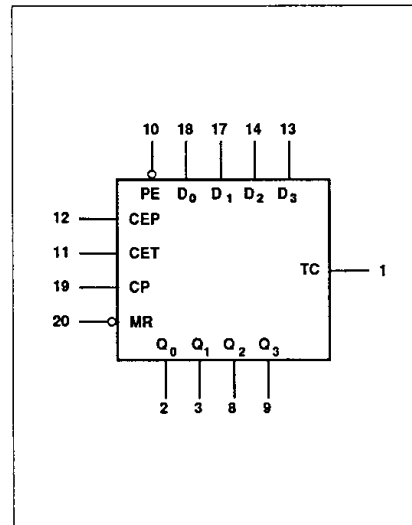 10 18 17 14 13
PE D0 D1 D2 D3
12 CEP
11 CET
TC 1
19 CP
20 MR
Q0 Q1 Q2 Q3
2 3 8 9